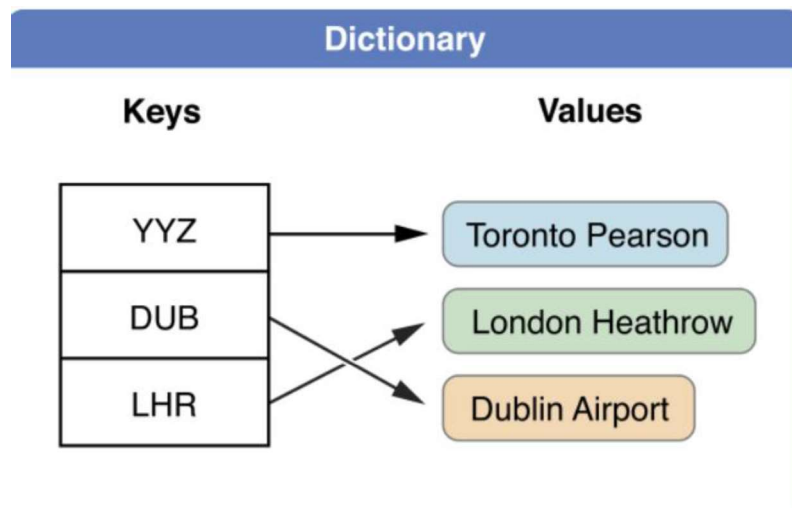 Dictionary
Keys
Values
YYZ
Toronto Pearson
DUB
London Heathrow
LHR
Dublin Airport